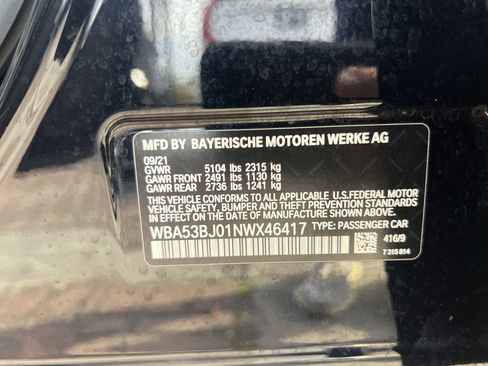 MFD BY BAYERISCHE MOTOREN WERKE AG
09/21
GVWR 5104 lbs 2315 kg
GAWR FRONT 2491 lbs 1130 kg
GAWR REAR 2736 lbs 1241 kg
THIS VEHICLE CONFORMS TO ALL APPLICABLE U.S.FEDERAL MOTOR
VEHICLE SAFETY, BUMPER, AND THEFT PREVENTION STANDARDS
IN EFFECT ON THE DATE OF MANUFACTURE SHOWN ABOVE.
WBA53BJ01NWX46417 TYPE: PASSENGER CAR
416/9
7 315 814